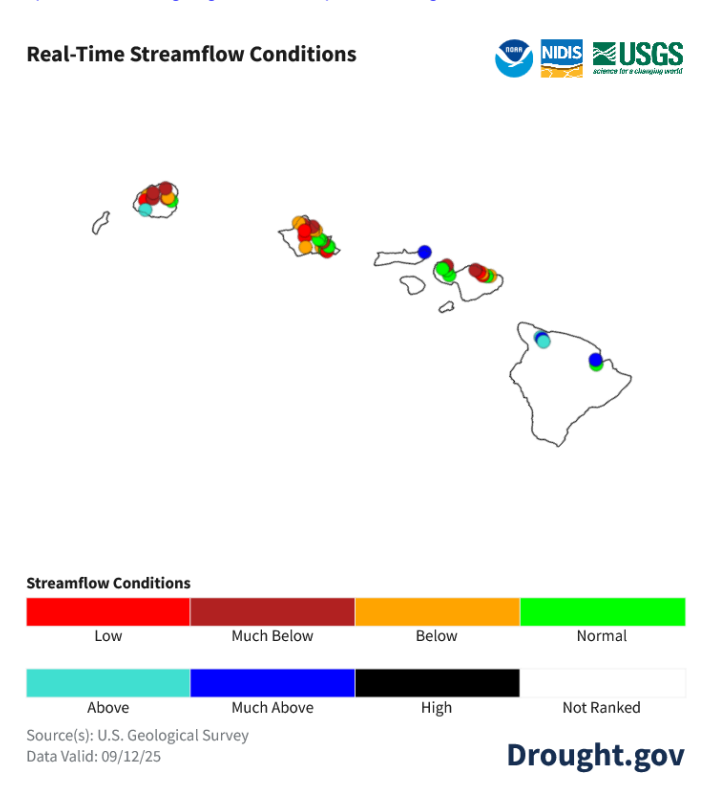 Real-Time Streamflow Conditions
NOAA
NIDIS
USGS
science for a changing world
Streamflow Conditions
Low Much Below Below Normal
Above Much Above High Not Ranked
Source(s): U.S. Geological Survey
Data Valid: 09/12/25
Drought.gov